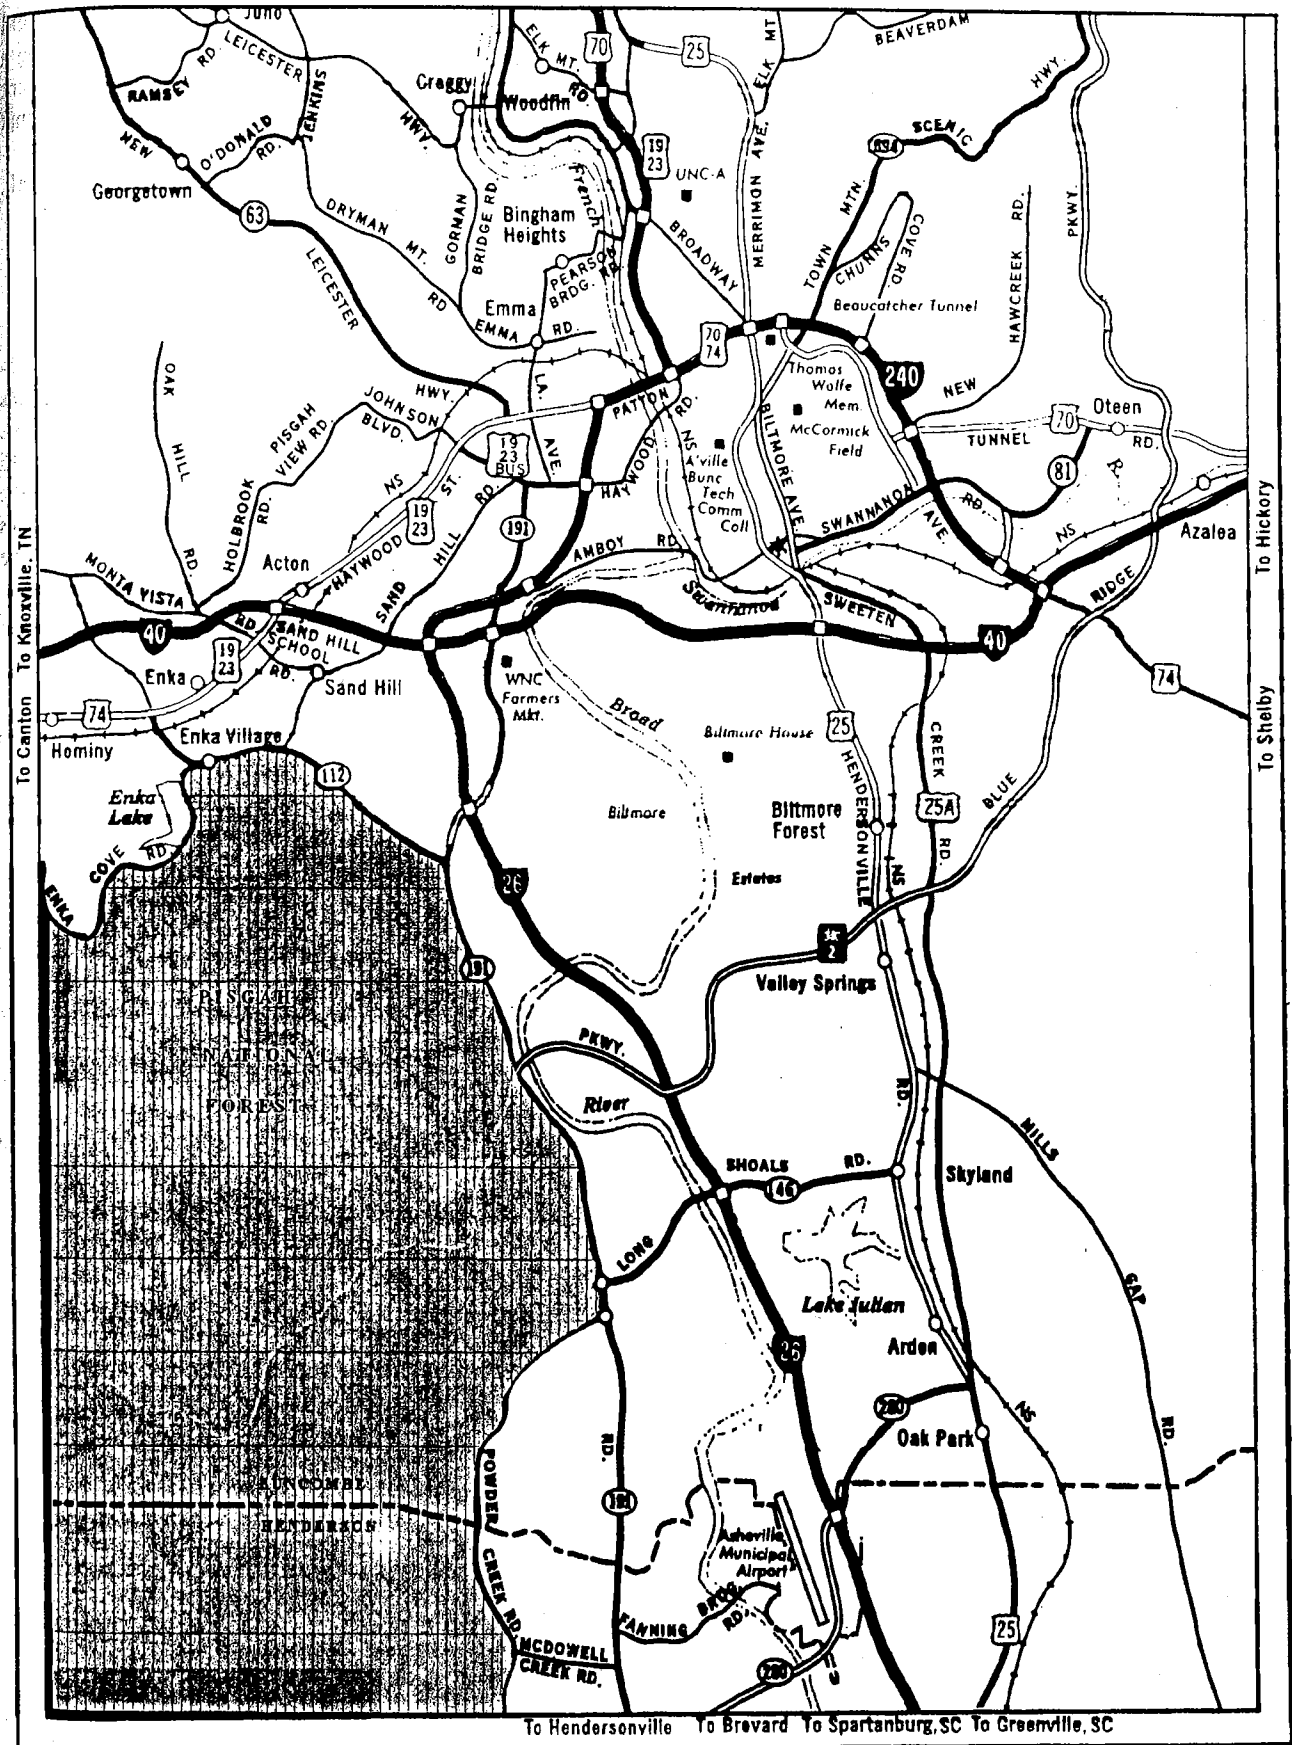 Juno
LEICESTER
RAMSEY
RD
NEW
O'DONALD
RD.
JENKINS
HWY.
Craggy
Woodfin
ELK MT.
RD.
70
25
ELK MT
BEAVERDAM
HWY.
SCENIC
694
Georgetown
63
DRYMAN MT. RD
GORMAN
BRIDGE RD.
French
Bingham
Heights
19
23
UNC-A
BROADWAY
MERRIMON AVE.
TOWN MTN.
CHUNNS
COVE RD.
HAWCREEK RD.
PKWY.
LEICESTER
HWY.
PEARSON
BRDG. RD.
Emma
EMMA RD.
Beaucatcher Tunnel
70
74
240
NEW
OAK HILL RD
JOHNSON
BLVD.
PISGAH
VIEW RD.
LA. AVE.
PATTON
Thomas
Wolfe
Mem.
McCormick
Field
70
Oteen
TUNNEL RD.
81
R.
19
23
BUS
HAYWOOD RD.
NS
A'ville
Bunc
Tech
Comm
Coll
BILTMORE AVE.
SWANNANOA
AVE
RD.
NS
HOLBROOK
RD.
NS
ST.
19
23
HAYWOOD
SAND HILL RD.
191
AMBOY RD.
Azalea
To Hickory
To Knoxville, TN
Acton
MONTA VISTA
RD
40
19
23
SAND HILL
SCHOOL
RD.
Swannanoa
SWEETEN
40
RIDGE
74
To Shelby
Enka
Sand Hill
74
Hominy
Enka Village
To Canton
WNC
Farmers
Mkt.
Broad
Biltmore House
25
HENDERSONVILLE
CREEK
112
Enka
Lake
Biltmore
Biltmore
Forest
25A
RD.
BLUE
COVE RD.
ENKA
26
Estates
NS
2
191
Valley Springs
PISGAH
NATIONAL
FOREST
PKWY.
River
RD.
MILLS
SHOALS RD.
146
Skyland
LONG
GAP
Lake Julian
26
Arden
280
NS
Oak Park
RD.
RD.
POWDER
BUNCOMBE
HENDERSON
191
Asheville
Municipal
Airport
CREEK RD.
FANNING BRDG
RD.
25
MCDOWELL
CREEK RD.
280
To Hendersonville To Brevard To Spartanburg, SC To Greenville, SC